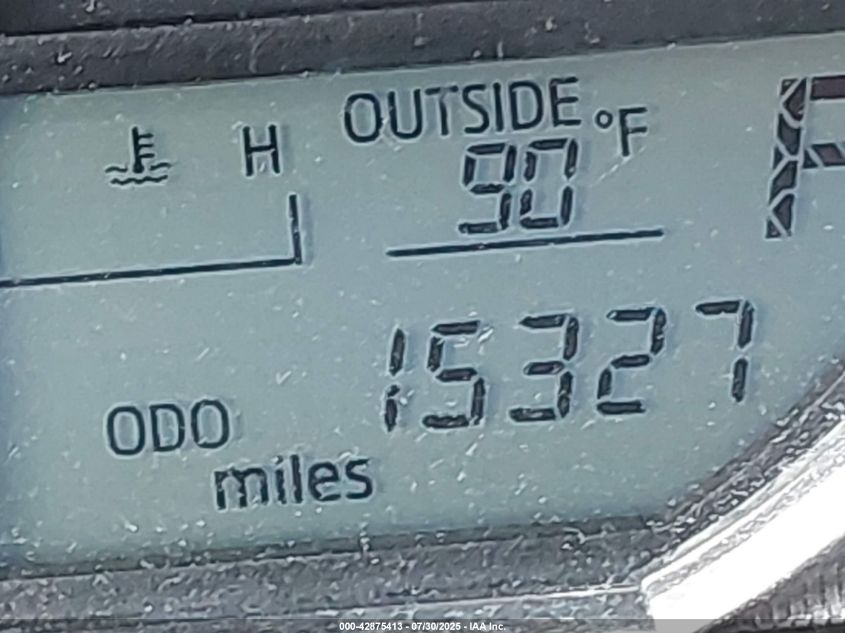 OUTSIDE °F
H
90
15327
ODO
miles
000-42875413 - 07/30/2025 - IAA Inc.